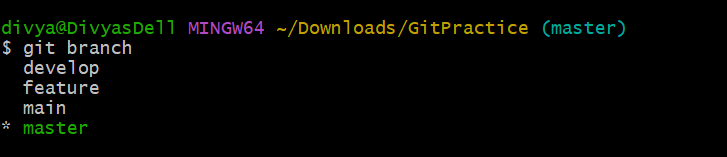 divya@DivyasDell MINGW64 ~/Downloads/GitPractice (master)
$ git branch
  develop
  feature
  main
* master